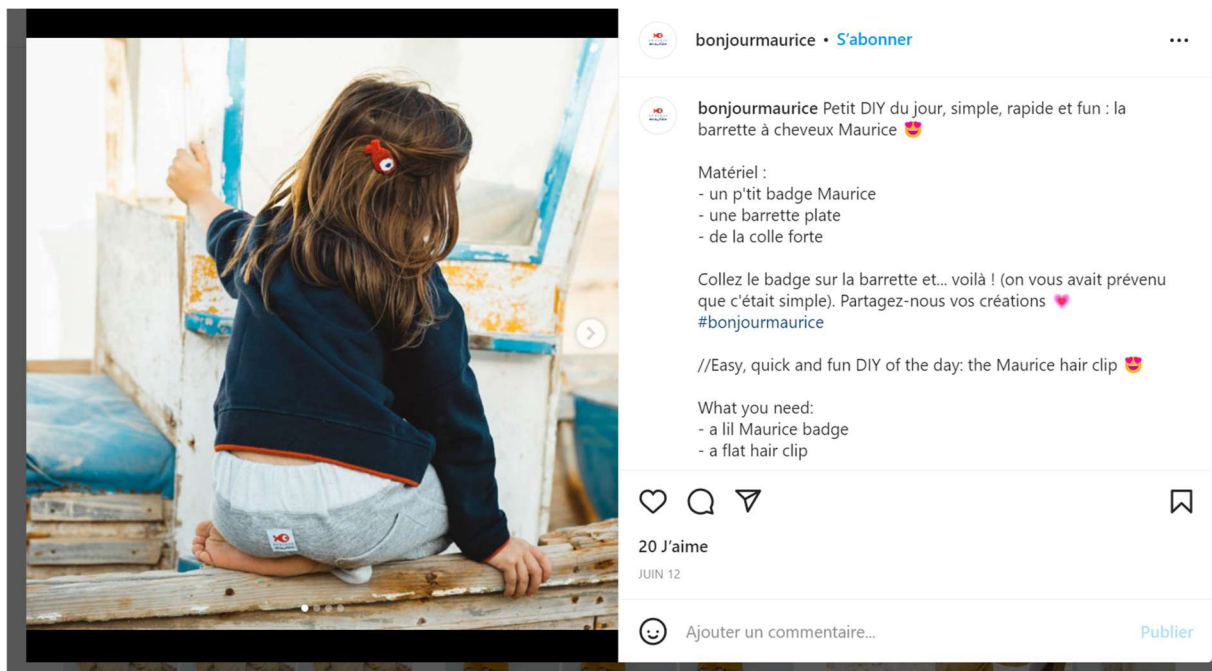 bonjourmaurice • S'abonner
bonjourmaurice Petit DIY du jour, simple, rapide et fun : la
barrette à cheveux Maurice 😍
Matériel :
- un p'tit badge Maurice
- une barrette plate
- de la colle forte
Collez le badge sur la barrette et... voilà ! (on vous avait prévenu
que c'était simple). Partagez-nous vos créations 💗
#bonjourmaurice
//Easy, quick and fun DIY of the day: the Maurice hair clip 😍
What you need:
- a lil Maurice badge
- a flat hair clip
20 J'aime
JUIN 12
Ajouter un commentaire...
Publier